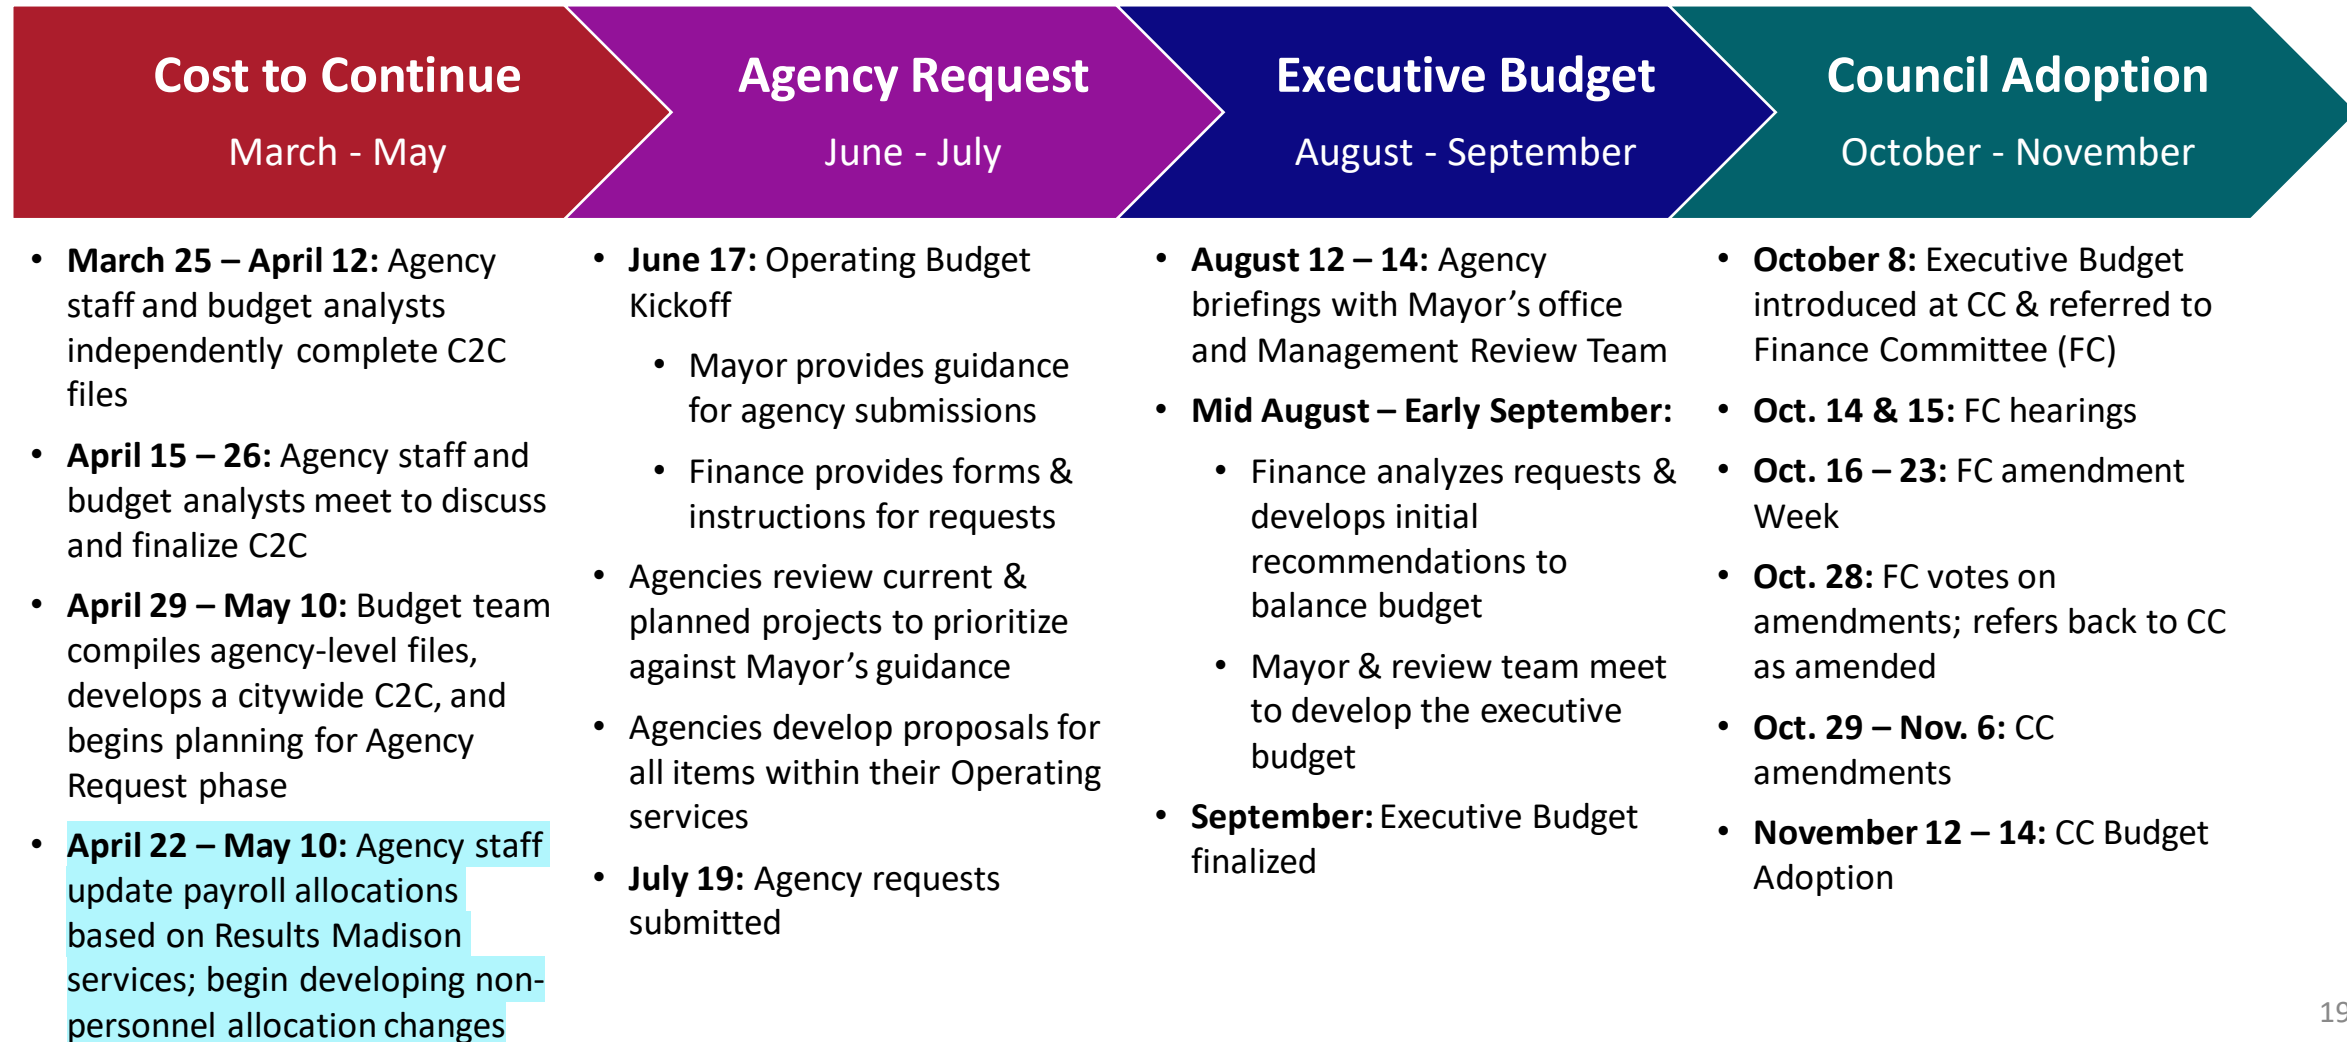 Cost to Continue
March - May
Agency Request
June - July
Executive Budget
August - September
Council Adoption
October - November
• March 25 – April 12: Agency
staff and budget analysts
independently complete C2C
files
• April 15 – 26: Agency staff and
budget analysts meet to discuss
and finalize C2C
• April 29 – May 10: Budget team
compiles agency-level files,
develops a citywide C2C, and
begins planning for Agency
Request phase
• April 22 – May 10: Agency staff
update payroll allocations
based on Results Madison
services; begin developing non-
personnel allocation changes
• June 17: Operating Budget
Kickoff
• Mayor provides guidance
for agency submissions
• Finance provides forms &
instructions for requests
• Agencies review current &
planned projects to prioritize
against Mayor’s guidance
• Agencies develop proposals for
all items within their Operating
services
• July 19: Agency requests
submitted
• August 12 – 14: Agency
briefings with Mayor’s office
and Management Review Team
• Mid August – Early September:
• Finance analyzes requests &
develops initial
recommendations to
balance budget
• Mayor & review team meet
to develop the executive
budget
• September: Executive Budget
finalized
• October 8: Executive Budget
introduced at CC & referred to
Finance Committee (FC)
• Oct. 14 & 15: FC hearings
• Oct. 16 – 23: FC amendment
Week
• Oct. 28: FC votes on
amendments; refers back to CC
as amended
• Oct. 29 – Nov. 6: CC
amendments
• November 12 – 14: CC Budget
Adoption
19